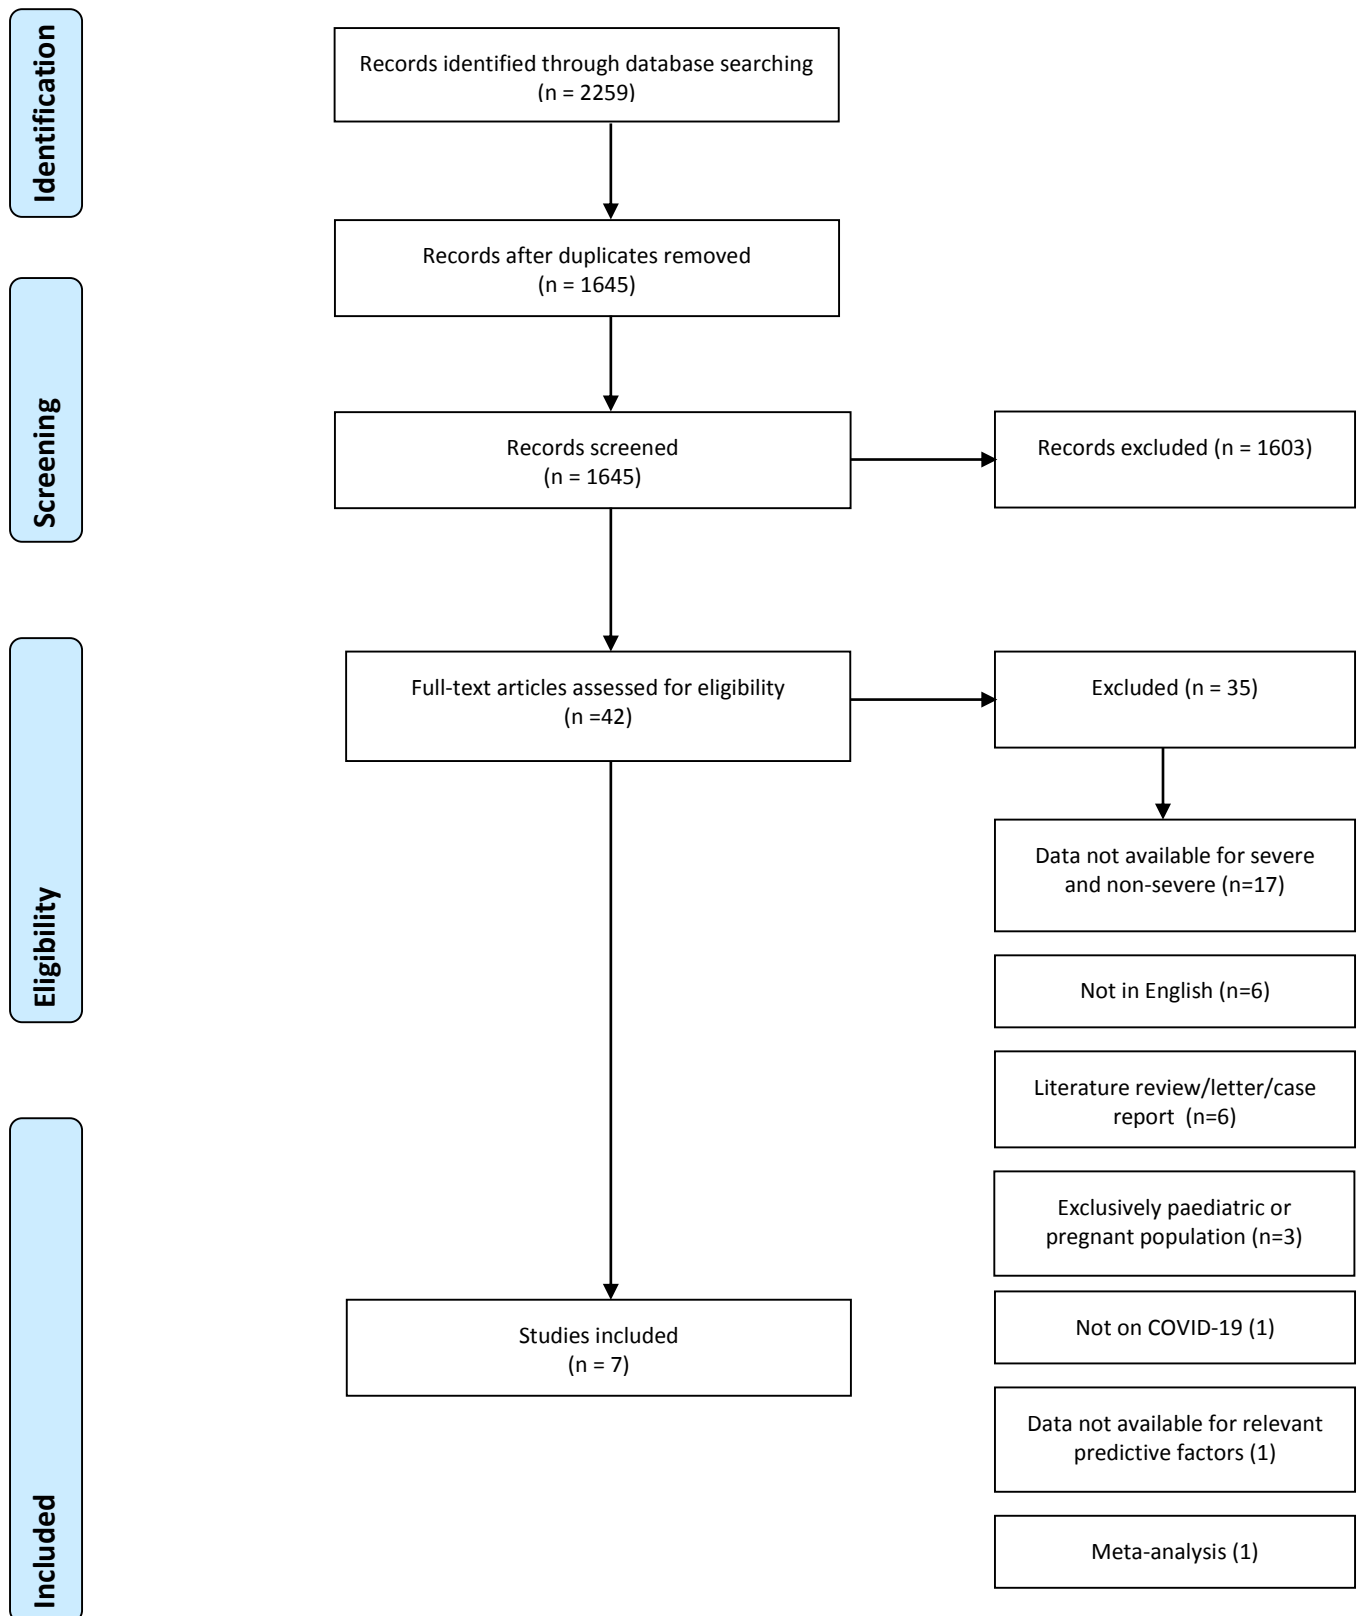 Identification
Records identified through database searching
(n = 2259)
Records after duplicates removed
(n = 1645)
Screening
Records screened
(n = 1645)
Records excluded (n = 1603)
Eligibility
Full-text articles assessed for eligibility
(n =42)
Excluded (n = 35)
Data not available for severe
and non-severe (n=17)
Not in English (n=6)
Literature review/letter/case
report (n=6)
Exclusively paediatric or
pregnant population (n=3)
Included
Studies included
(n = 7)
Not on COVID-19 (1)
Data not available for relevant
predictive factors (1)
Meta-analysis (1)